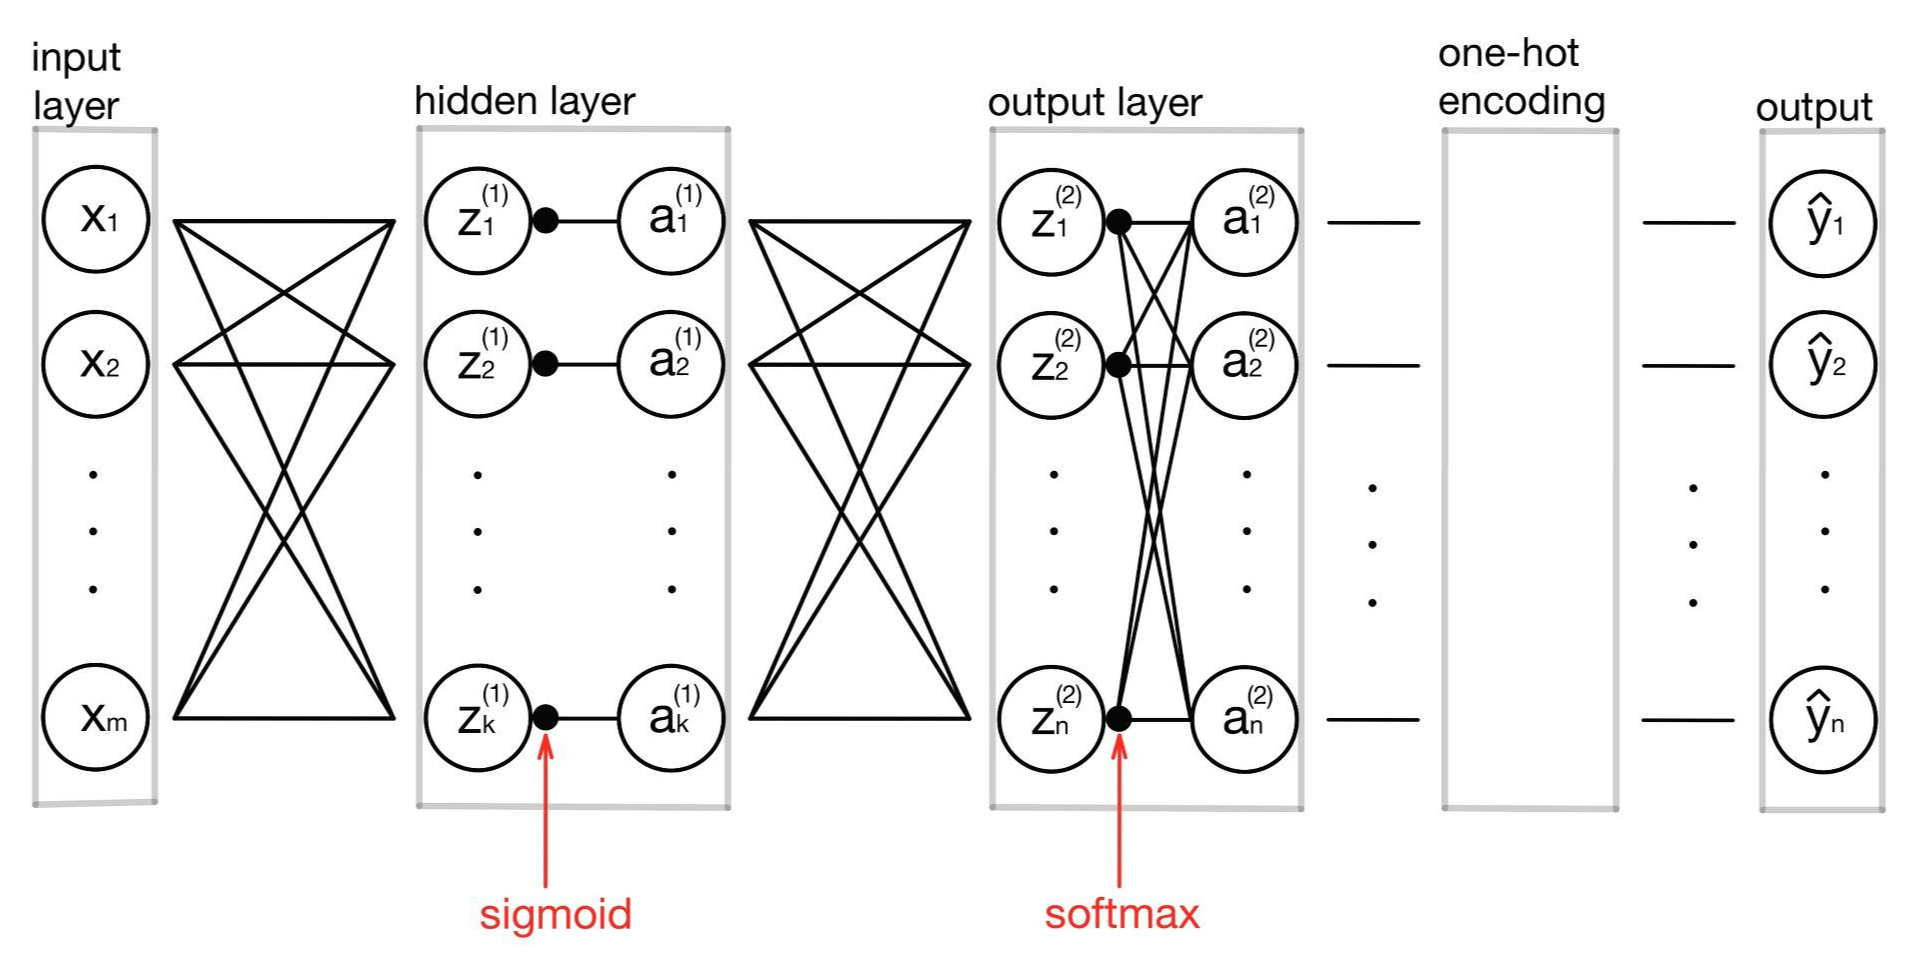 input
layer
hidden layer
output layer
one-hot
encoding
output
x1
z1(1)
a1(1)
z1(2)
a1(2)
ŷ1
x2
z2(1)
a2(1)
z2(2)
a2(2)
ŷ2
xm
zk(1)
ak(1)
zn(2)
an(2)
ŷn
sigmoid
softmax